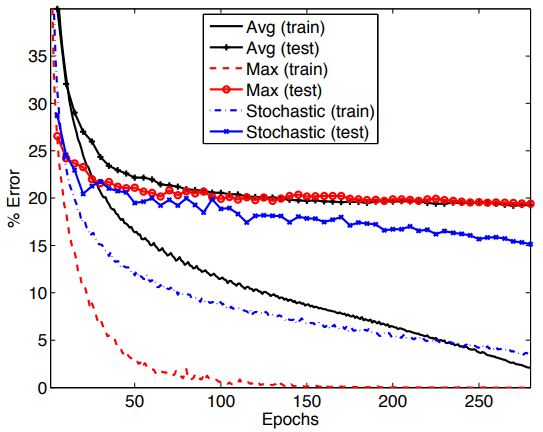 Avg (train)
Avg (test)
Max (train)
Max (test)
Stochastic (train)
Stochastic (test)
% Error
35
30
25
20
15
10
5
0
50
100
150
200
250
Epochs